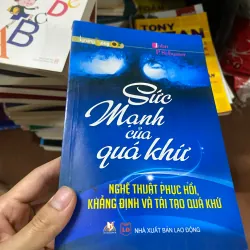 TONY
Sức
Mạnh
của
quá khứ
NGHỆ THUẬT PHỤC HỒI,
KHẲNG ĐỊNH VÀ TÁI TẠO QUÁ KHỨ
NHÀ XUẤT BẢN LAO ĐỘNG